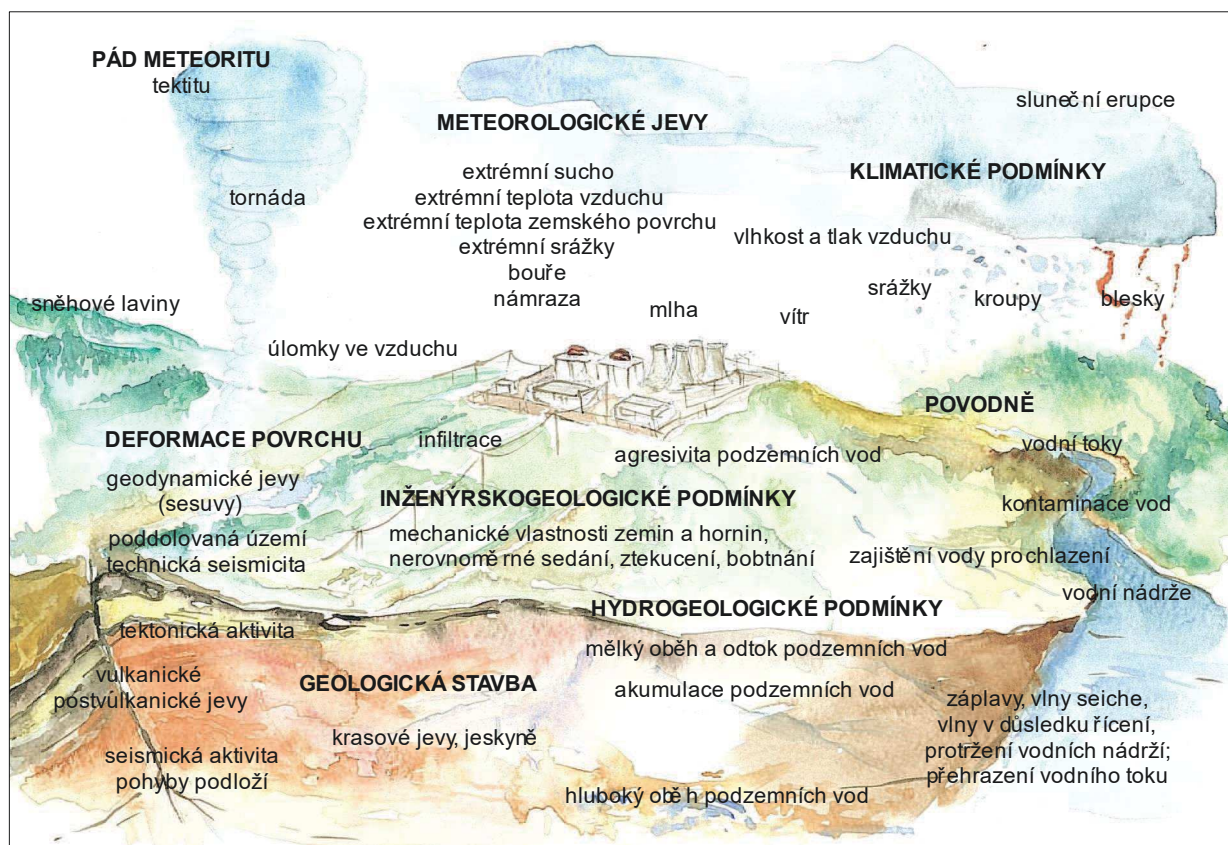 PÁD METEORITU
tektitu
sluneční erupce
METEOROLOGICKÉ JEVY
KLIMATICKÉ PODMÍNKY
extrémní sucho
tornáda
extrémní teplota vzduchu
extrémní teplota zemského povrchu
vlhkost a tlak vzduchu
extrémní srážky
bouře
námraza
srážky
kroupy
blesky
sněhové laviny
mlha
vítr
úlomky ve vzduchu
POVODNĚ
DEFORMACE POVRCHU
infiltrace
vodní toky
agresivita podzemních vod
geodynamické jevy
(sesuvy)
INŽENÝRSKOGEOLOGICKÉ PODMÍNKY
kontaminace vod
poddolovaná území
technická seismicita
mechanické vlastnosti zemin a hornin,
nerovnoměrné sedání, ztekucení, bobtnání
zajištění vody prochlazení
vodní nádrže
HYDROGEOLOGICKÉ PODMÍNKY
tektonická aktivita
mělký oběh a odtok podzemních vod
vulkanické
postvulkanické jevy
GEOLOGICKÁ STAVBA
akumulace podzemních vod
záplavy, vlny seiche,
vlny v důsledku řícení,
protržení vodních nádrží;
přehrazení vodního toku
krasové jevy, jeskyně
seismická aktivita
pohyby podloží
hluboký oběh podzemních vod